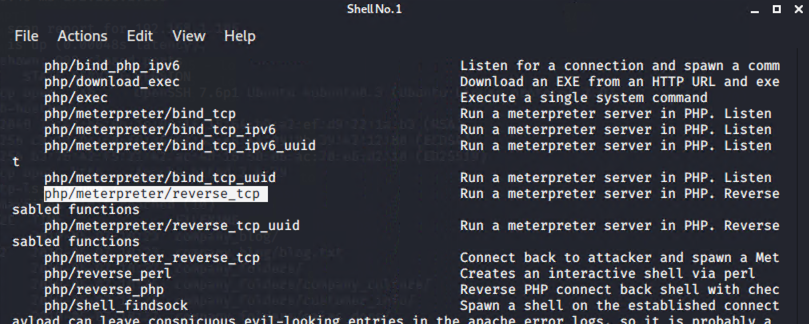 Shell No.1
File Actions Edit View Help
php/bind_php_ipv6 Listen for a connection and spawn a comm
php/download_exec Download an EXE from an HTTP URL and exe
php/exec Execute a single system command
php/meterpreter/bind_tcp Run a meterpreter server in PHP. Listen
php/meterpreter/bind_tcp_ipv6 Run a meterpreter server in PHP. Listen
php/meterpreter/bind_tcp_ipv6_uuid Run a meterpreter server in PHP. Listen
t
php/meterpreter/bind_tcp_uuid Run a meterpreter server in PHP. Listen
php/meterpreter/reverse_tcp Run a meterpreter server in PHP. Reverse
sabled functions
php/meterpreter/reverse_tcp_uuid Run a meterpreter server in PHP. Reverse
sabled functions
php/meterpreter_reverse_tcp Connect back to attacker and spawn a Met
php/reverse_perl Creates an interactive shell via perl
php/reverse_php Reverse PHP connect back shell with chec
php/shell_findsock Spawn a shell on the established connect
ayload can leave conspicuous evil-looking entries in the apache error logs, so it is probably a